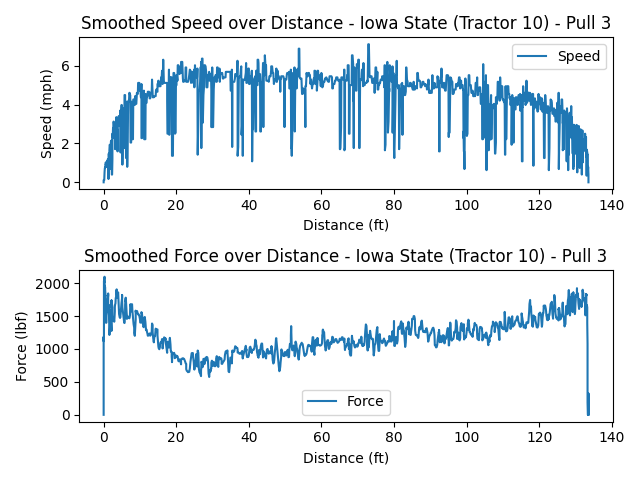 Smoothed Speed over Distance - Iowa State (Tractor 10) - Pull 3
Speed (mph)
6
4
2
0
Speed
0 20 40 60 80 100 120 140
Distance (ft)
Smoothed Force over Distance - Iowa State (Tractor 10) - Pull 3
Force (lbf)
2000
1500
1000
500
0
Force
0 20 40 60 80 100 120 140
Distance (ft)